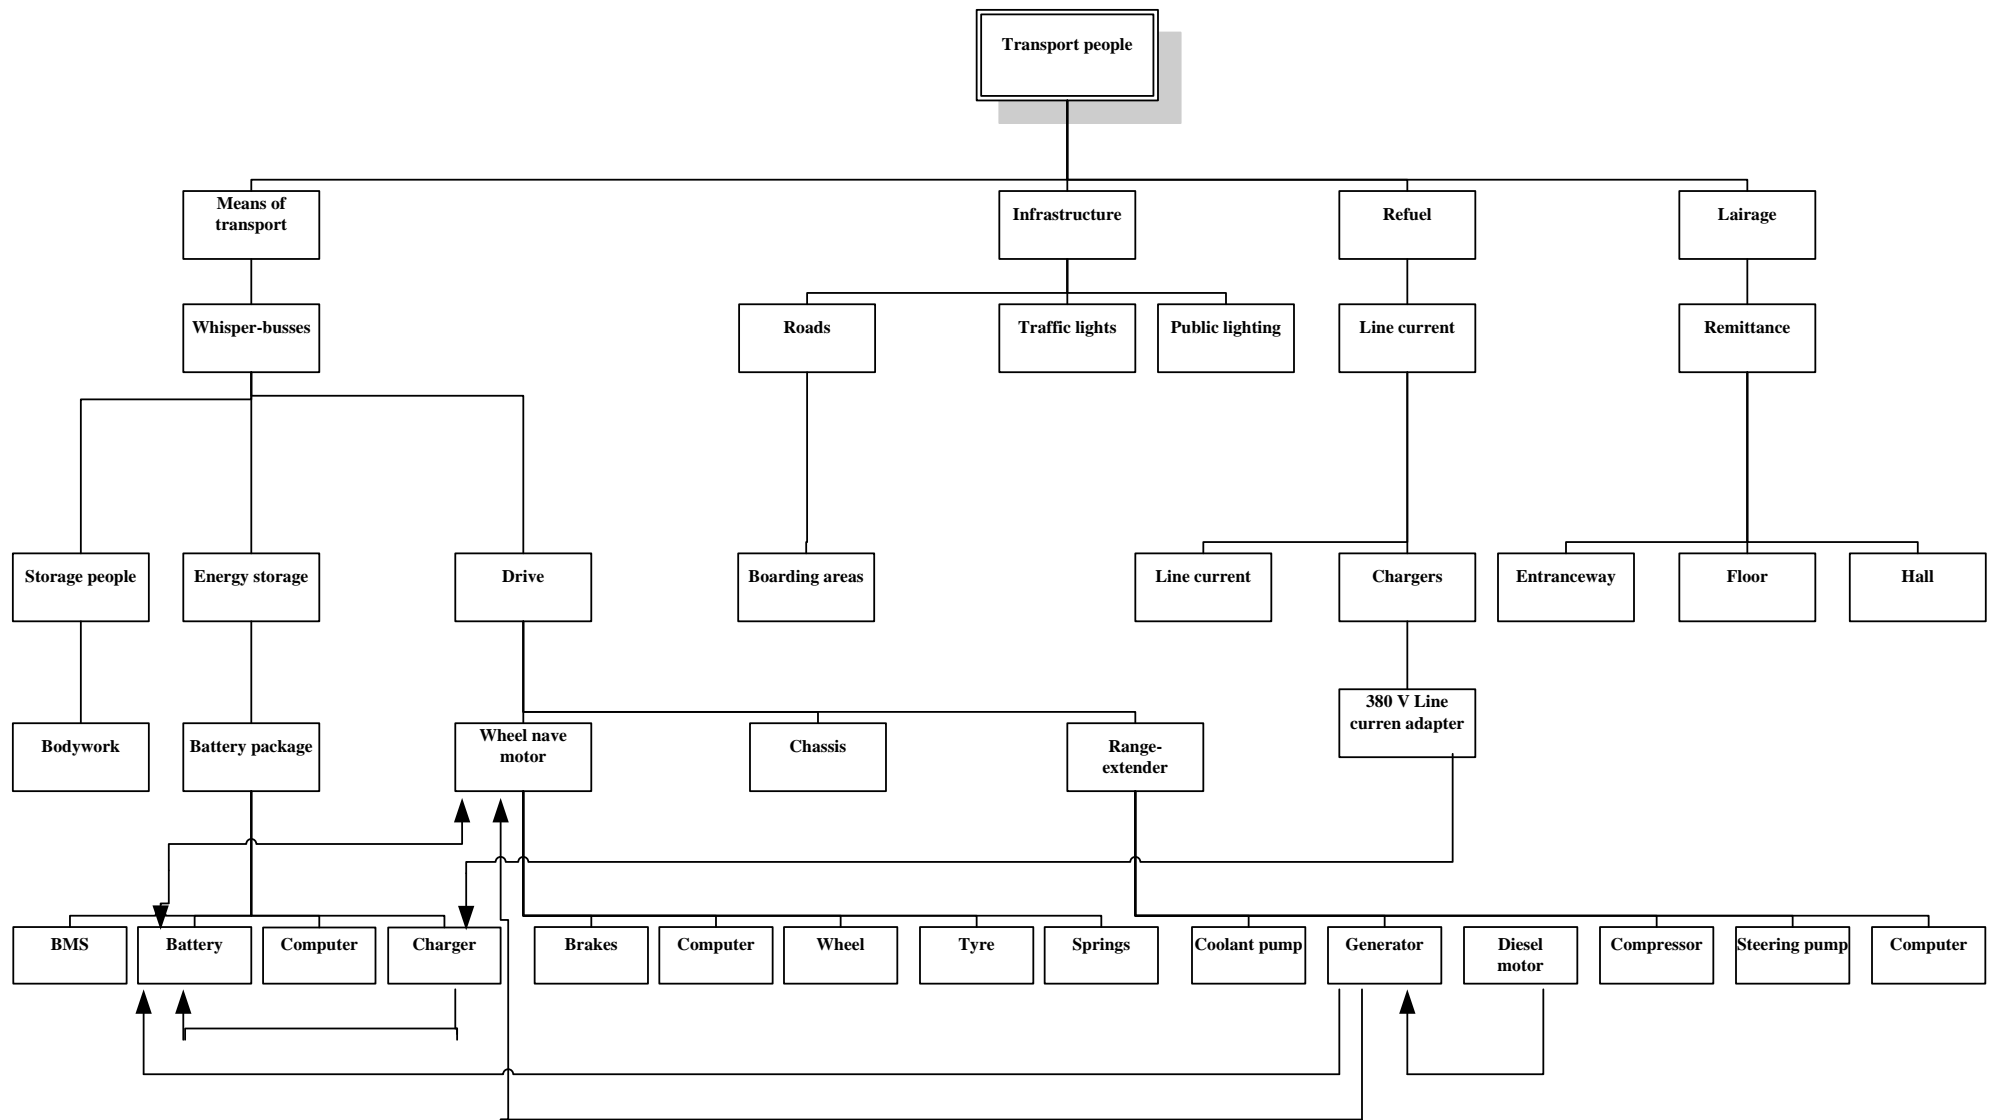 Transport people
Means of
transport
Infrastructure
Refuel
Lairage
Whisper-busses
Roads
Traffic lights
Public lighting
Line current
Remittance
Storage people
Energy storage
Drive
Boarding areas
Line current
Chargers
Entranceway
Floor
Hall
Bodywork
Battery package
Wheel nave
motor
Chassis
Range-
extender
380 V Line
curren adapter
BMS
Battery
Computer
Charger
Brakes
Computer
Wheel
Tyre
Springs
Coolant pump
Generator
Diesel
motor
Compressor
Steering pump
Computer